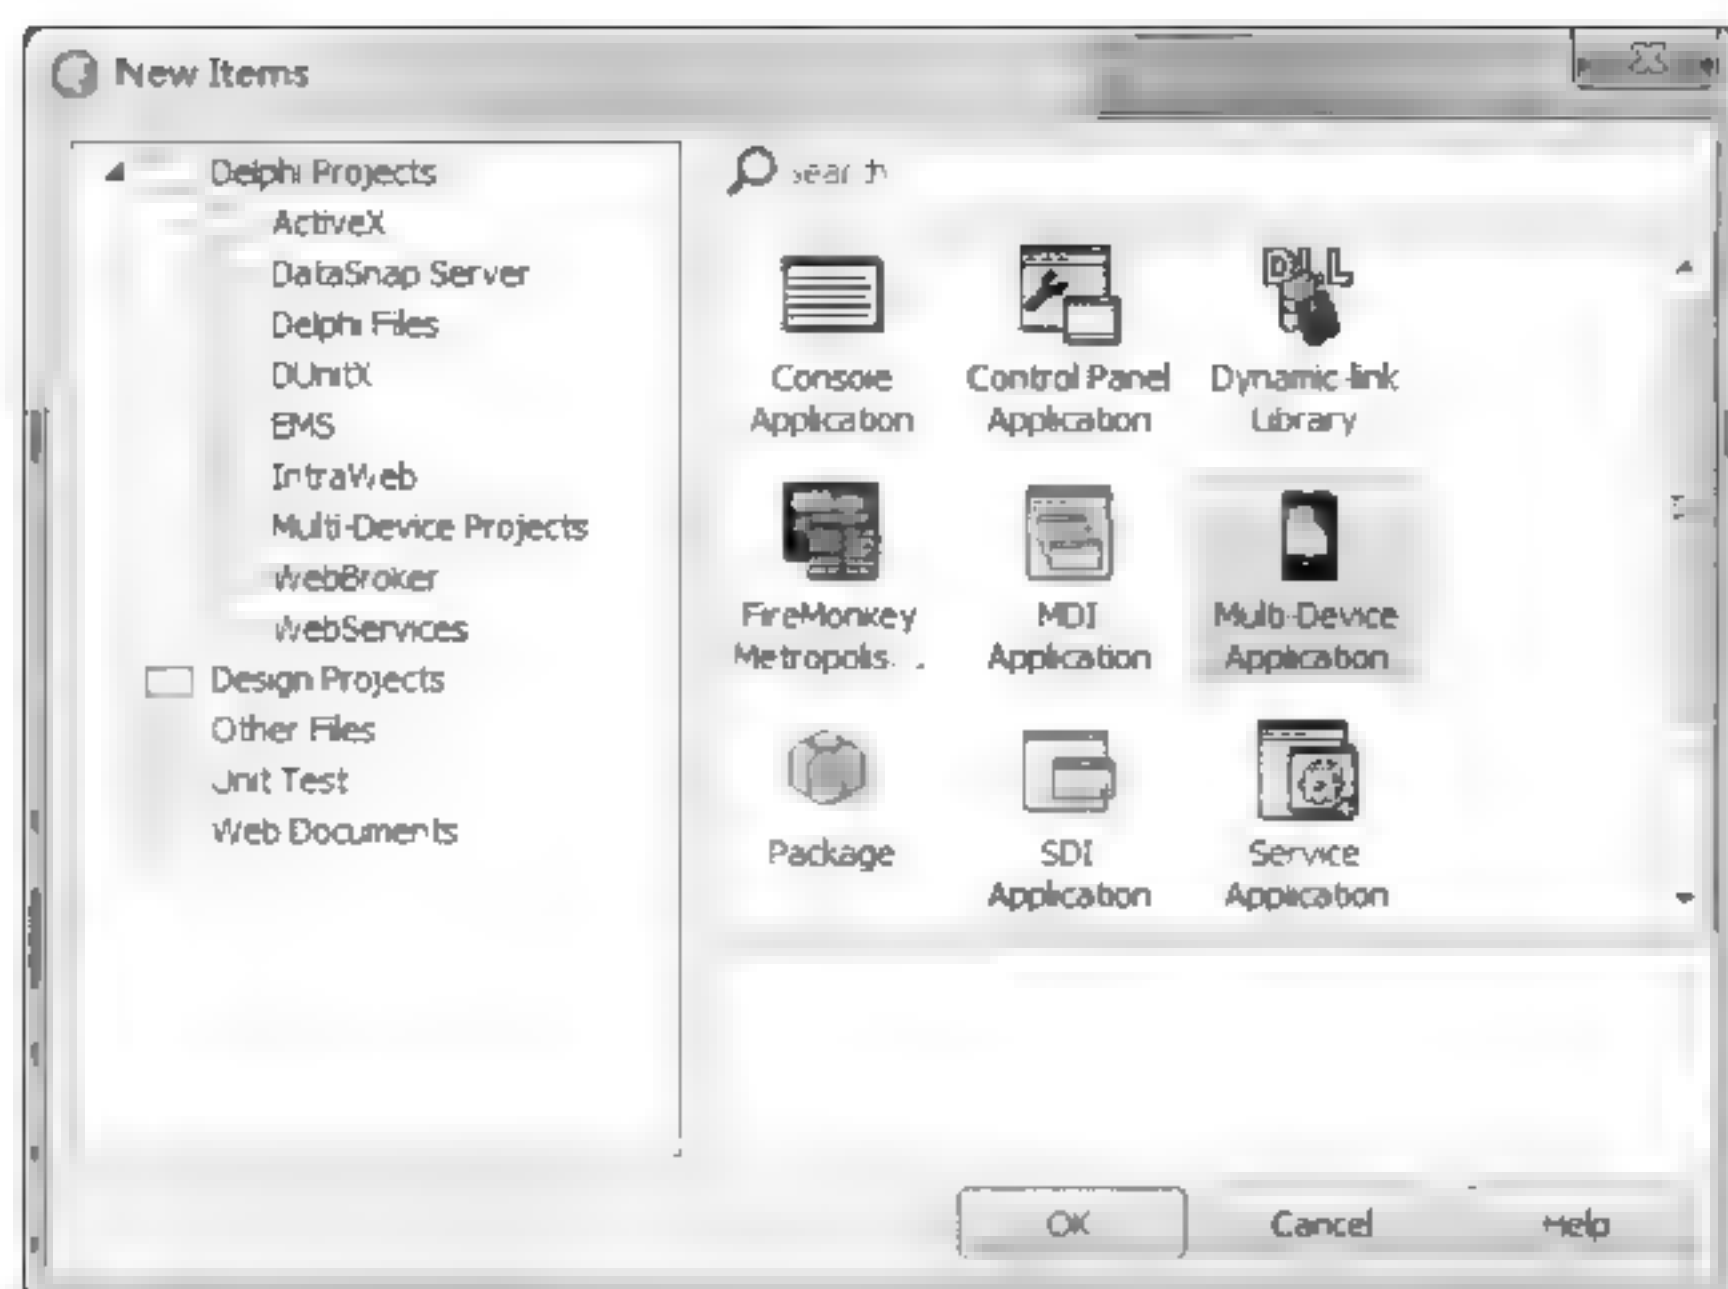 New Items
Delphi Projects
ActiveX
DataSnap Server
Delphi Files
DUnitX
EMS
IntraWeb
Multi-Device Projects
WebBroker
WebServices
Design Projects
Other Files
Unit Test
Web Documents
Search
Console
Application
Control Panel
Application
DLL
Dynamic-link
Library
FireMonkey
Metropolis ...
MDI
Application
Multi-Device
Application
Package
SDI
Application
Service
Application
OK
Cancel
Help